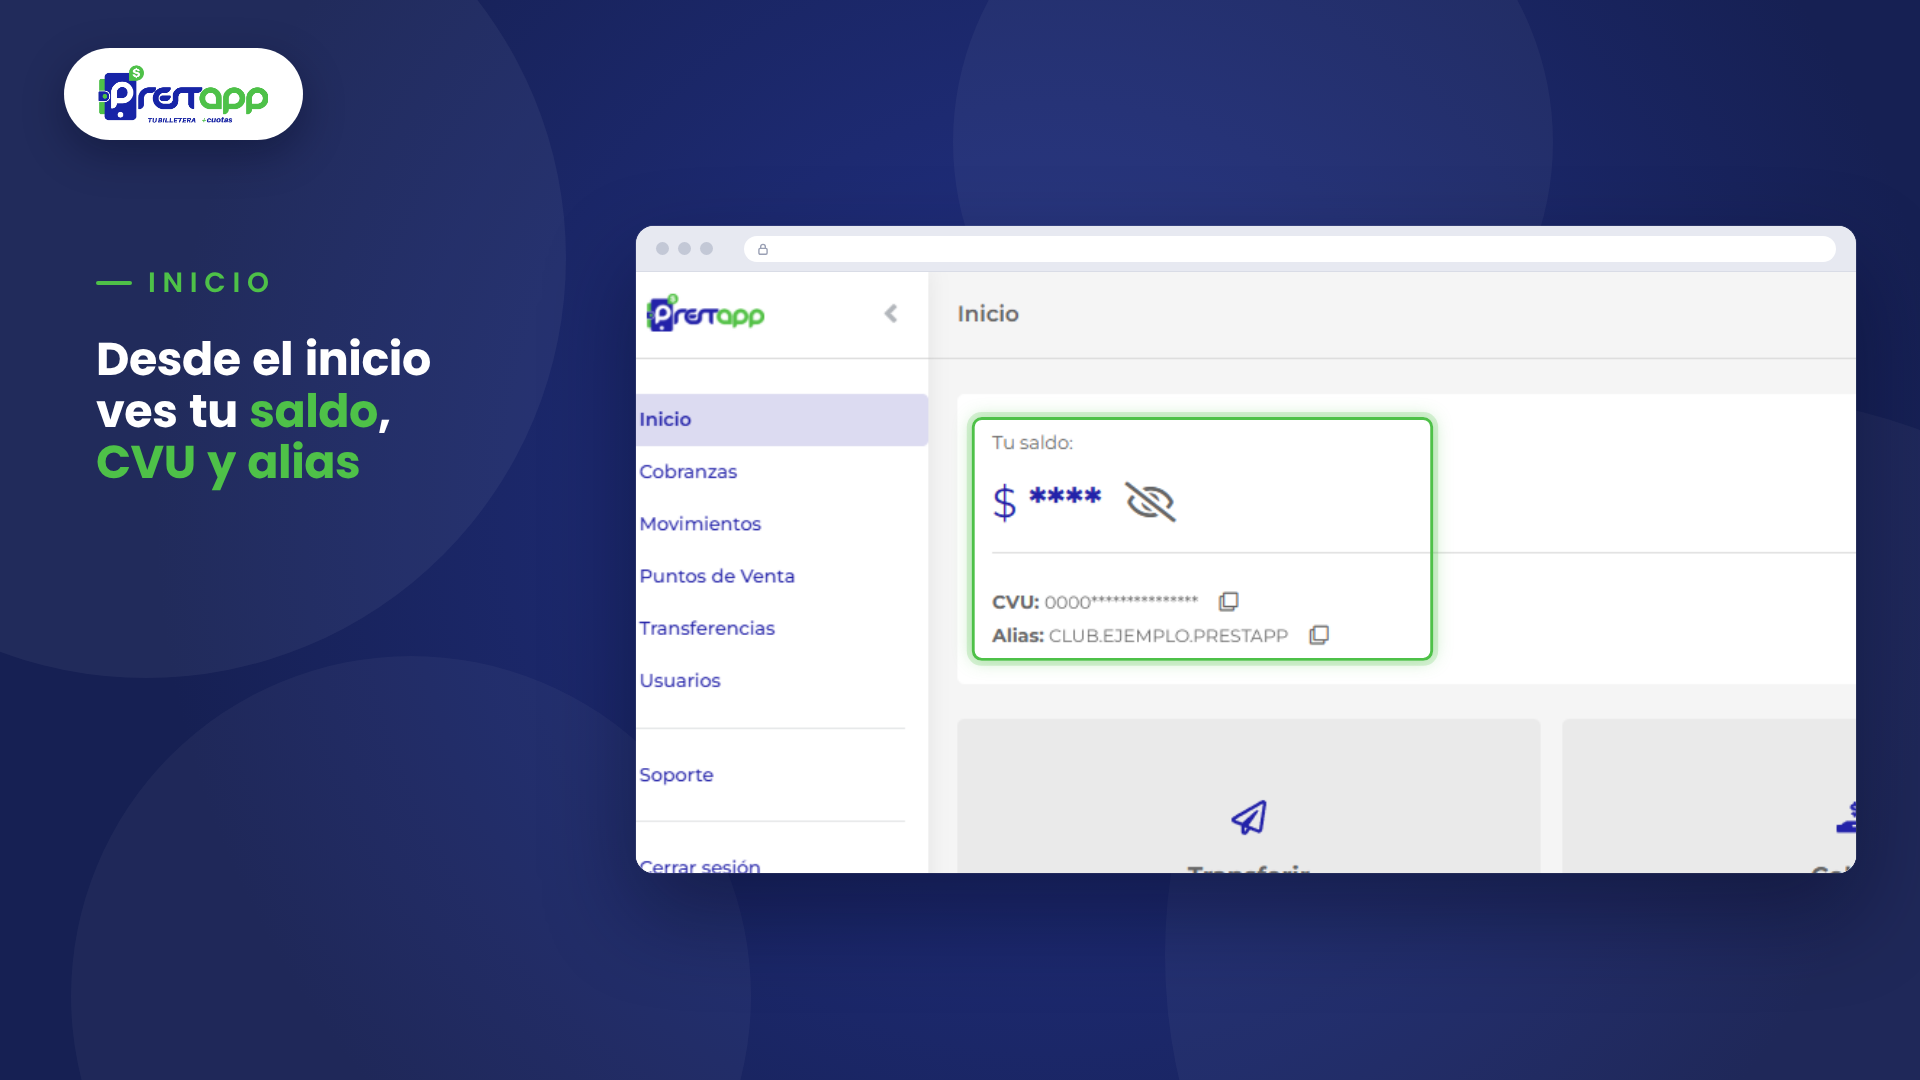 Prestapp
TU BILLETERA +cuotas
INICIO
Desde el inicio
ves tu saldo,
CVU y alias
Prestapp
Inicio
Inicio
Cobranzas
Movimientos
Puntos de Venta
Transferencias
Usuarios
Soporte
Cerrar sesión
Tu saldo:
$ ****
CVU: 0000***************
Alias: CLUB.EJEMPLO.PRESTAPP
Transferir